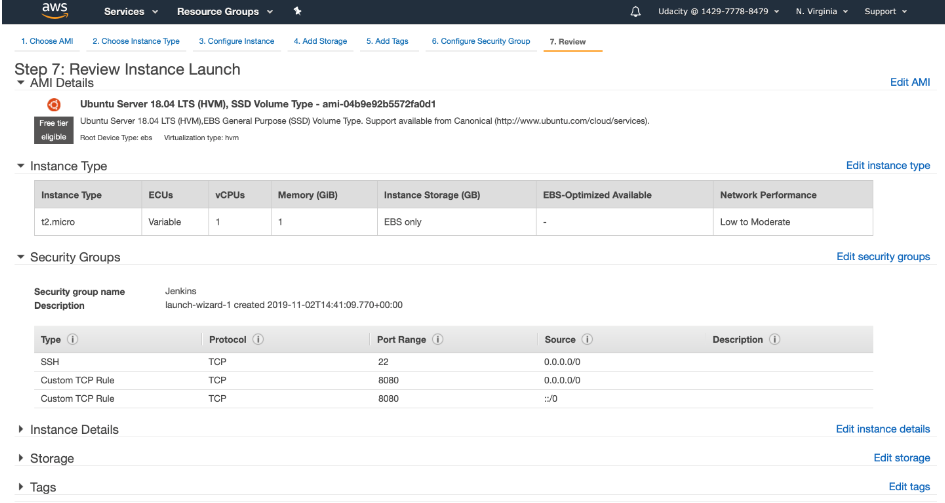 aws Services Resource Groups Udacity @ 1429-7778-8479 N. Virginia Support
1. Choose AMI 2. Choose Instance Type 3. Configure Instance 4. Add Storage 5. Add Tags 6. Configure Security Group 7. Review
Step 7: Review Instance Launch
AMI Details Edit AMI
Ubuntu Server 18.04 LTS (HVM), SSD Volume Type - ami-04b9e92b5572fa0d1
Free tier eligible
Ubuntu Server 18.04 LTS (HVM),EBS General Purpose (SSD) Volume Type. Support available from Canonical (http://www.ubuntu.com/cloud/services).
Root Device Type: ebs Virtualization type: hvm
Instance Type Edit instance type
Instance Type ECUs vCPUs Memory (GiB) Instance Storage (GB) EBS-Optimized Available Network Performance
t2.micro Variable 1 1 EBS only - Low to Moderate
Security Groups Edit security groups
Security group name Jenkins
Description launch-wizard-1 created 2019-11-02T14:41:09.770+00:00
Type i Protocol i Port Range i Source i Description i
SSH TCP 22 0.0.0.0/0
Custom TCP Rule TCP 8080 0.0.0.0/0
Custom TCP Rule TCP 8080 ::/0
Instance Details Edit instance details
Storage Edit storage
Tags Edit tags